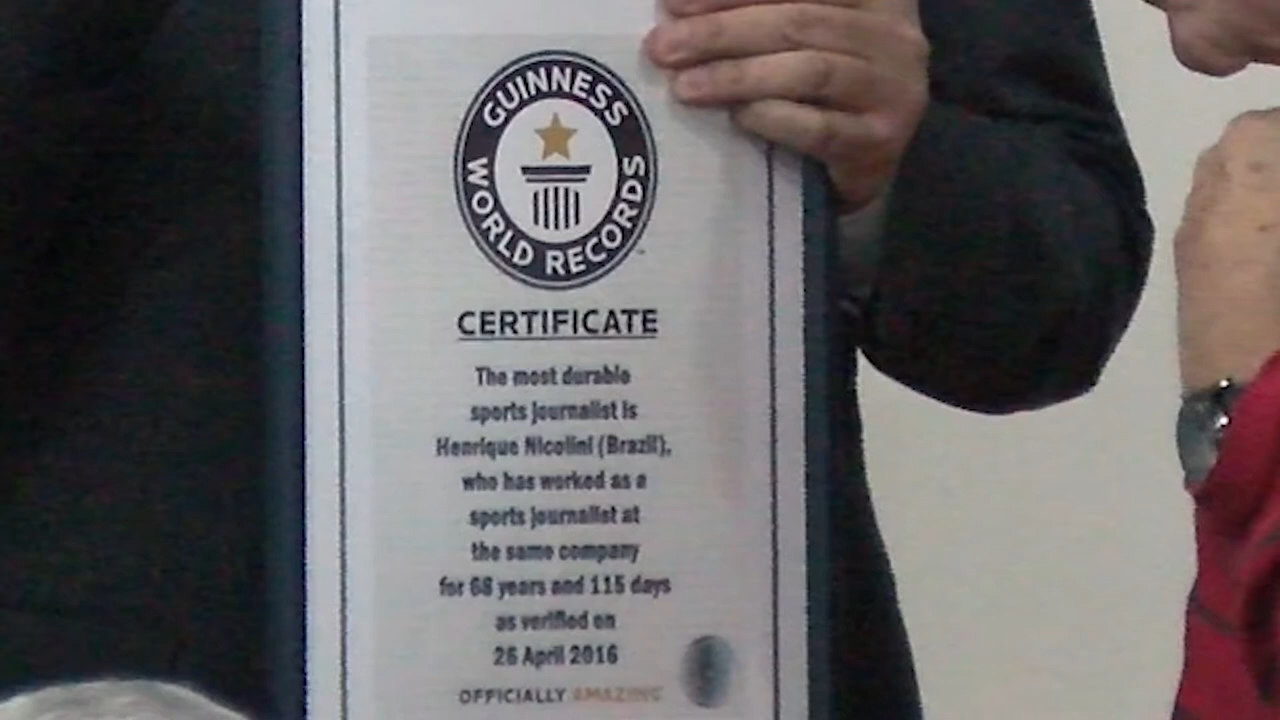 GUINNESS
WORLD RECORDS
CERTIFICATE
The most durable
sports journalist is
Henrique Nicolini (Brazil),
who has worked as a
sports journalist at
the same company
for 68 years and 115 days
as verified on
26 April 2016
OFFICIALLY AMAZING